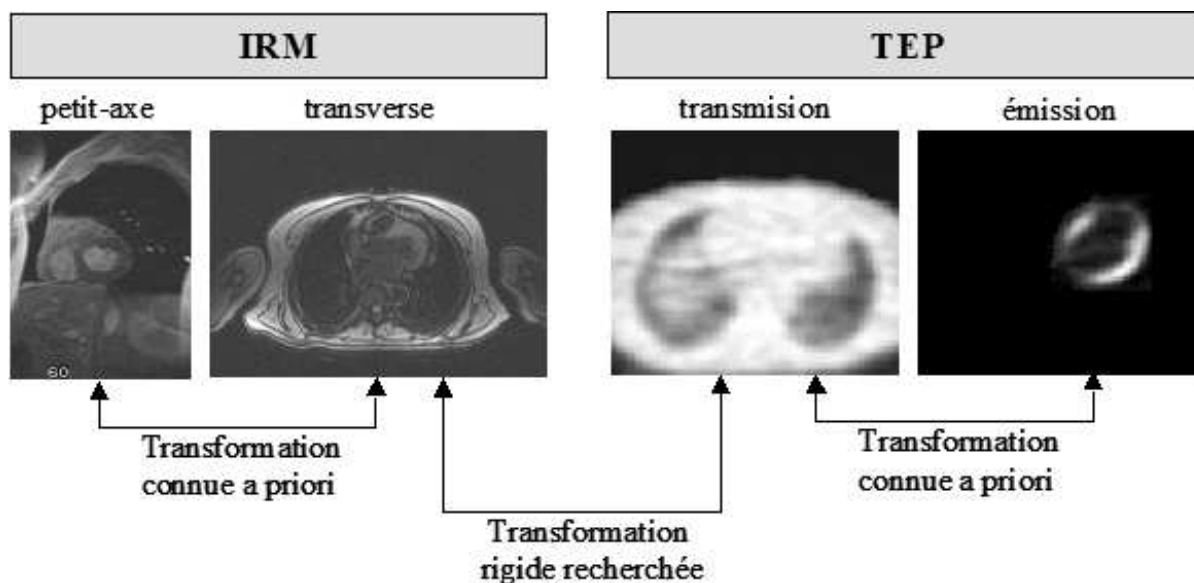 IRM
TEP
petit-axe
transverse
transmision
émission
60
Transformation
connue a priori
Transformation
connue a priori
Transformation
rigide recherchée